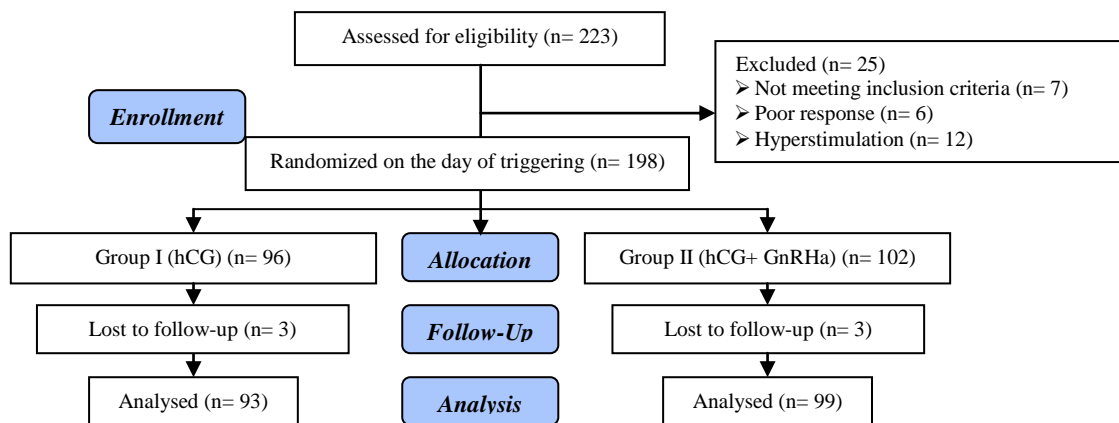 Assessed for eligibility (n= 223)
Excluded (n= 25)
➢ Not meeting inclusion criteria (n= 7)
➢ Poor response (n= 6)
➢ Hyperstimulation (n= 12)
Enrollment
Randomized on the day of triggering (n= 198)
Group I (hCG) (n= 96)
Allocation
Group II (hCG+ GnRHa) (n= 102)
Lost to follow-up (n= 3)
Follow-Up
Lost to follow-up (n= 3)
Analysed (n= 93)
Analysis
Analysed (n= 99)